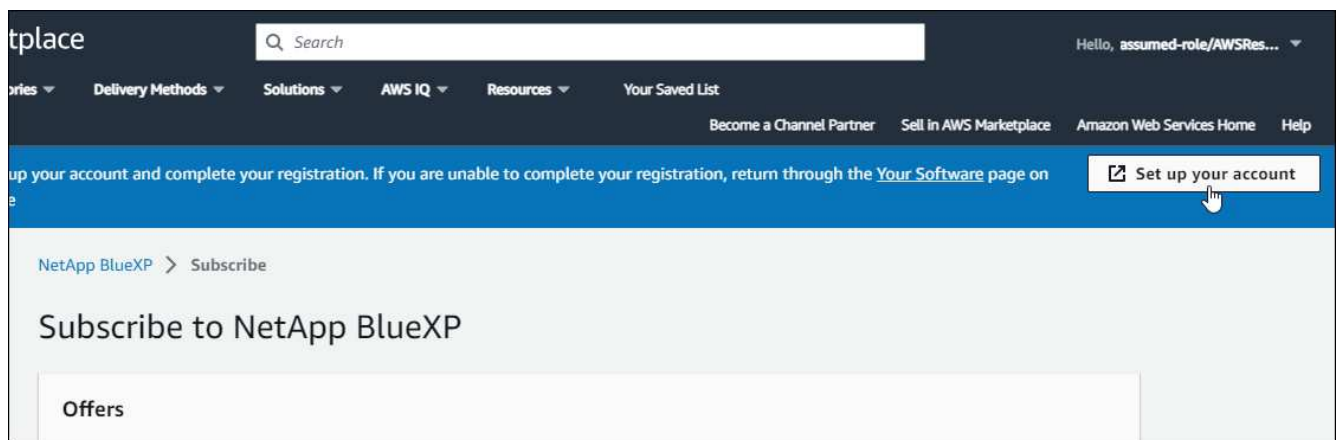 tplace
Search
Hello, assumed-role/AWSRes...
ories Delivery Methods Solutions AWS IQ Resources Your Saved List
Become a Channel Partner Sell in AWS Marketplace Amazon Web Services Home Help
up your account and complete your registration. If you are unable to complete your registration, return through the Your Software page on
e
Set up your account
NetApp BlueXP > Subscribe
Subscribe to NetApp BlueXP
Offers